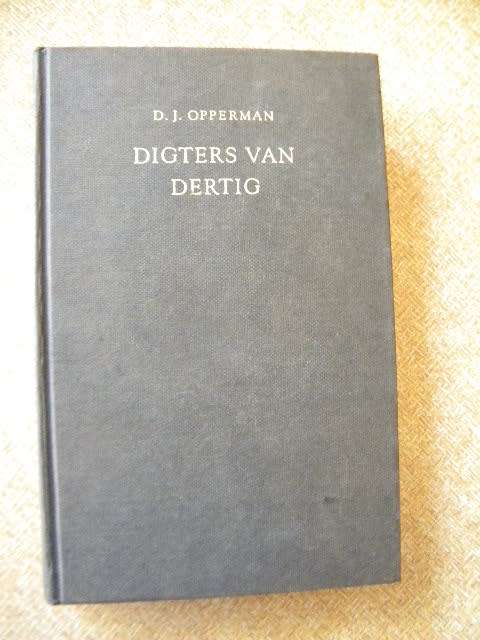 D. J. OPPERMAN
DIGTERS VAN
DERTIG